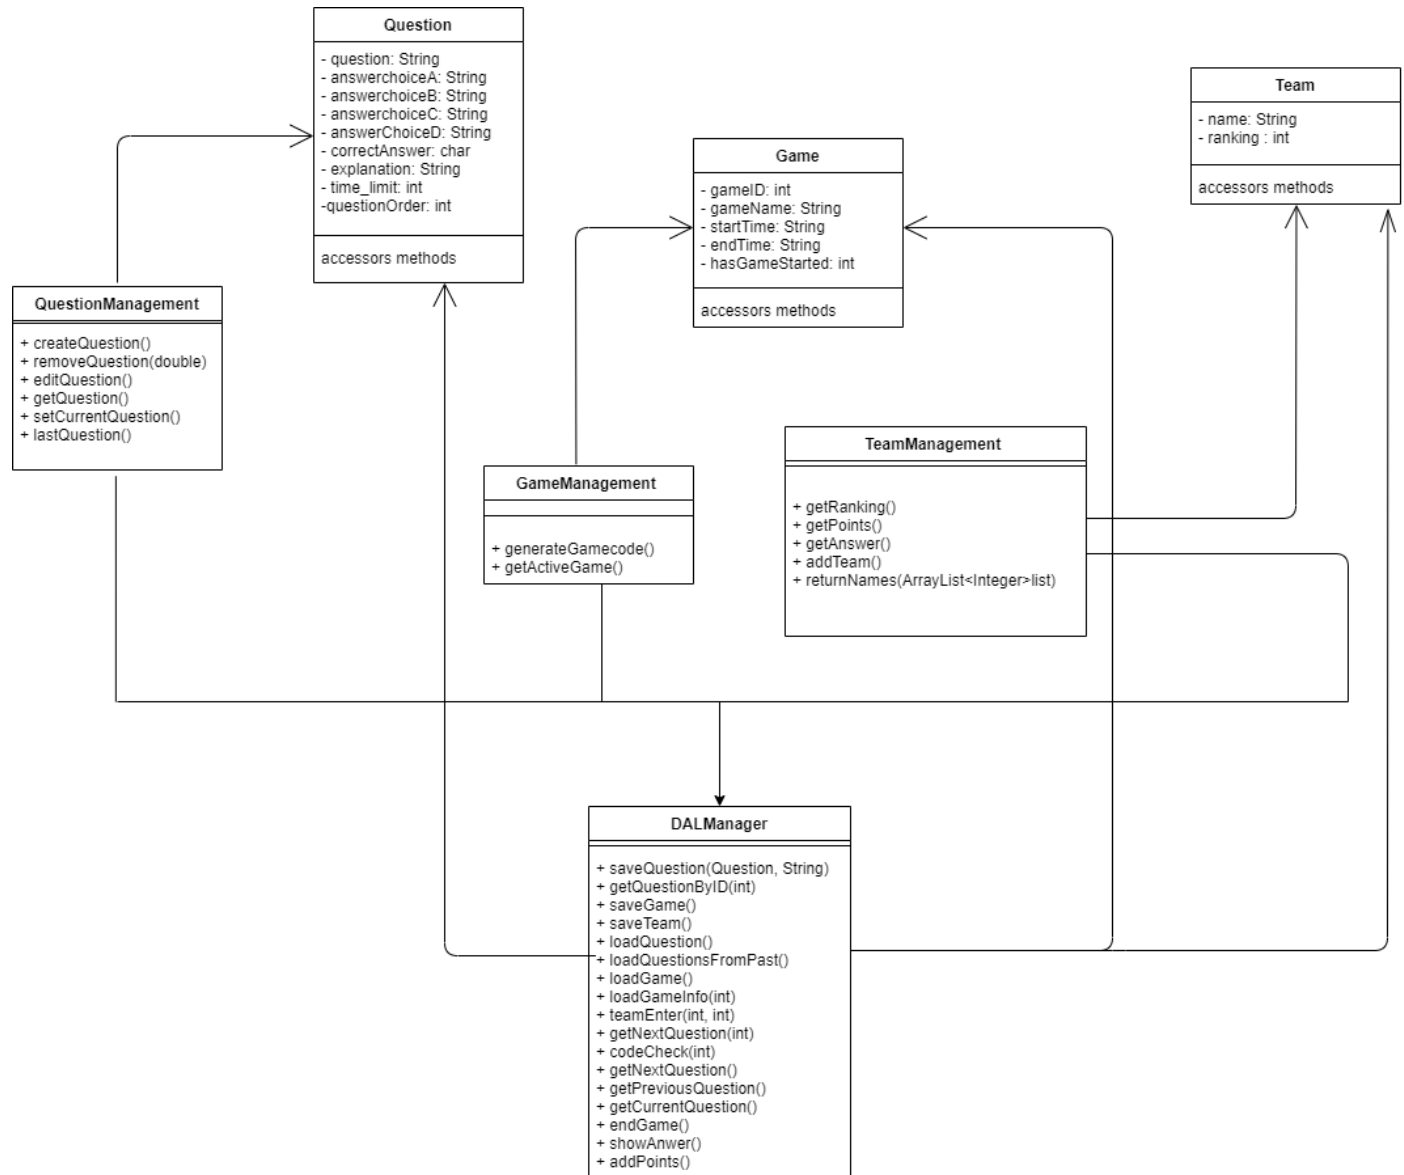 Question
- question: String
- answerchoiceA: String
- answerchoiceB: String
- answerchoiceC: String
- answerChoiceD: String
- correctAnswer: char
- explanation: String
- time_limit: int
-questionOrder: int
accessors methods
Team
- name: String
- ranking : int
accessors methods
Game
- gameID: int
- gameName: String
- startTime: String
- endTime: String
- hasGameStarted: int
accessors methods
QuestionManagement
+ createQuestion()
+ removeQuestion(double)
+ editQuestion()
+ getQuestion()
+ setCurrentQuestion()
+ lastQuestion()
GameManagement
+ generateGamecode()
+ getActiveGame()
TeamManagement
+ getRanking()
+ getPoints()
+ getAnswer()
+ addTeam()
+ returnNames(ArrayList<Integer>list)
DALManager
+ saveQuestion(Question, String)
+ getQuestionByID(int)
+ saveGame()
+ saveTeam()
+ loadQuestion()
+ loadQuestionsFromPast()
+ loadGame()
+ loadGameInfo(int)
+ teamEnter(int, int)
+ getNextQuestion(int)
+ codeCheck(int)
+ getNextQuestion()
+ getPreviousQuestion()
+ getCurrentQuestion()
+ endGame()
+ showAnwer()
+ addPoints()